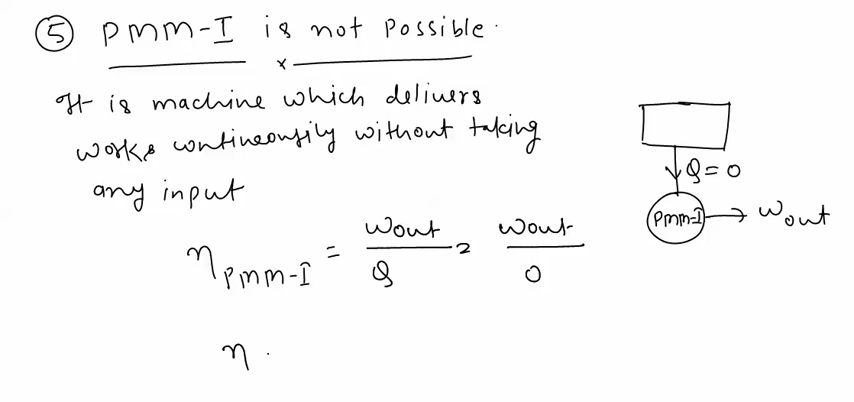 ⑤ PMM-I is not possible.
It is machine which delivers
works contineously without taking
any input
η PMM-I = Wout/Q = Wout/0
η .
Q = 0
PMM-I → Wout